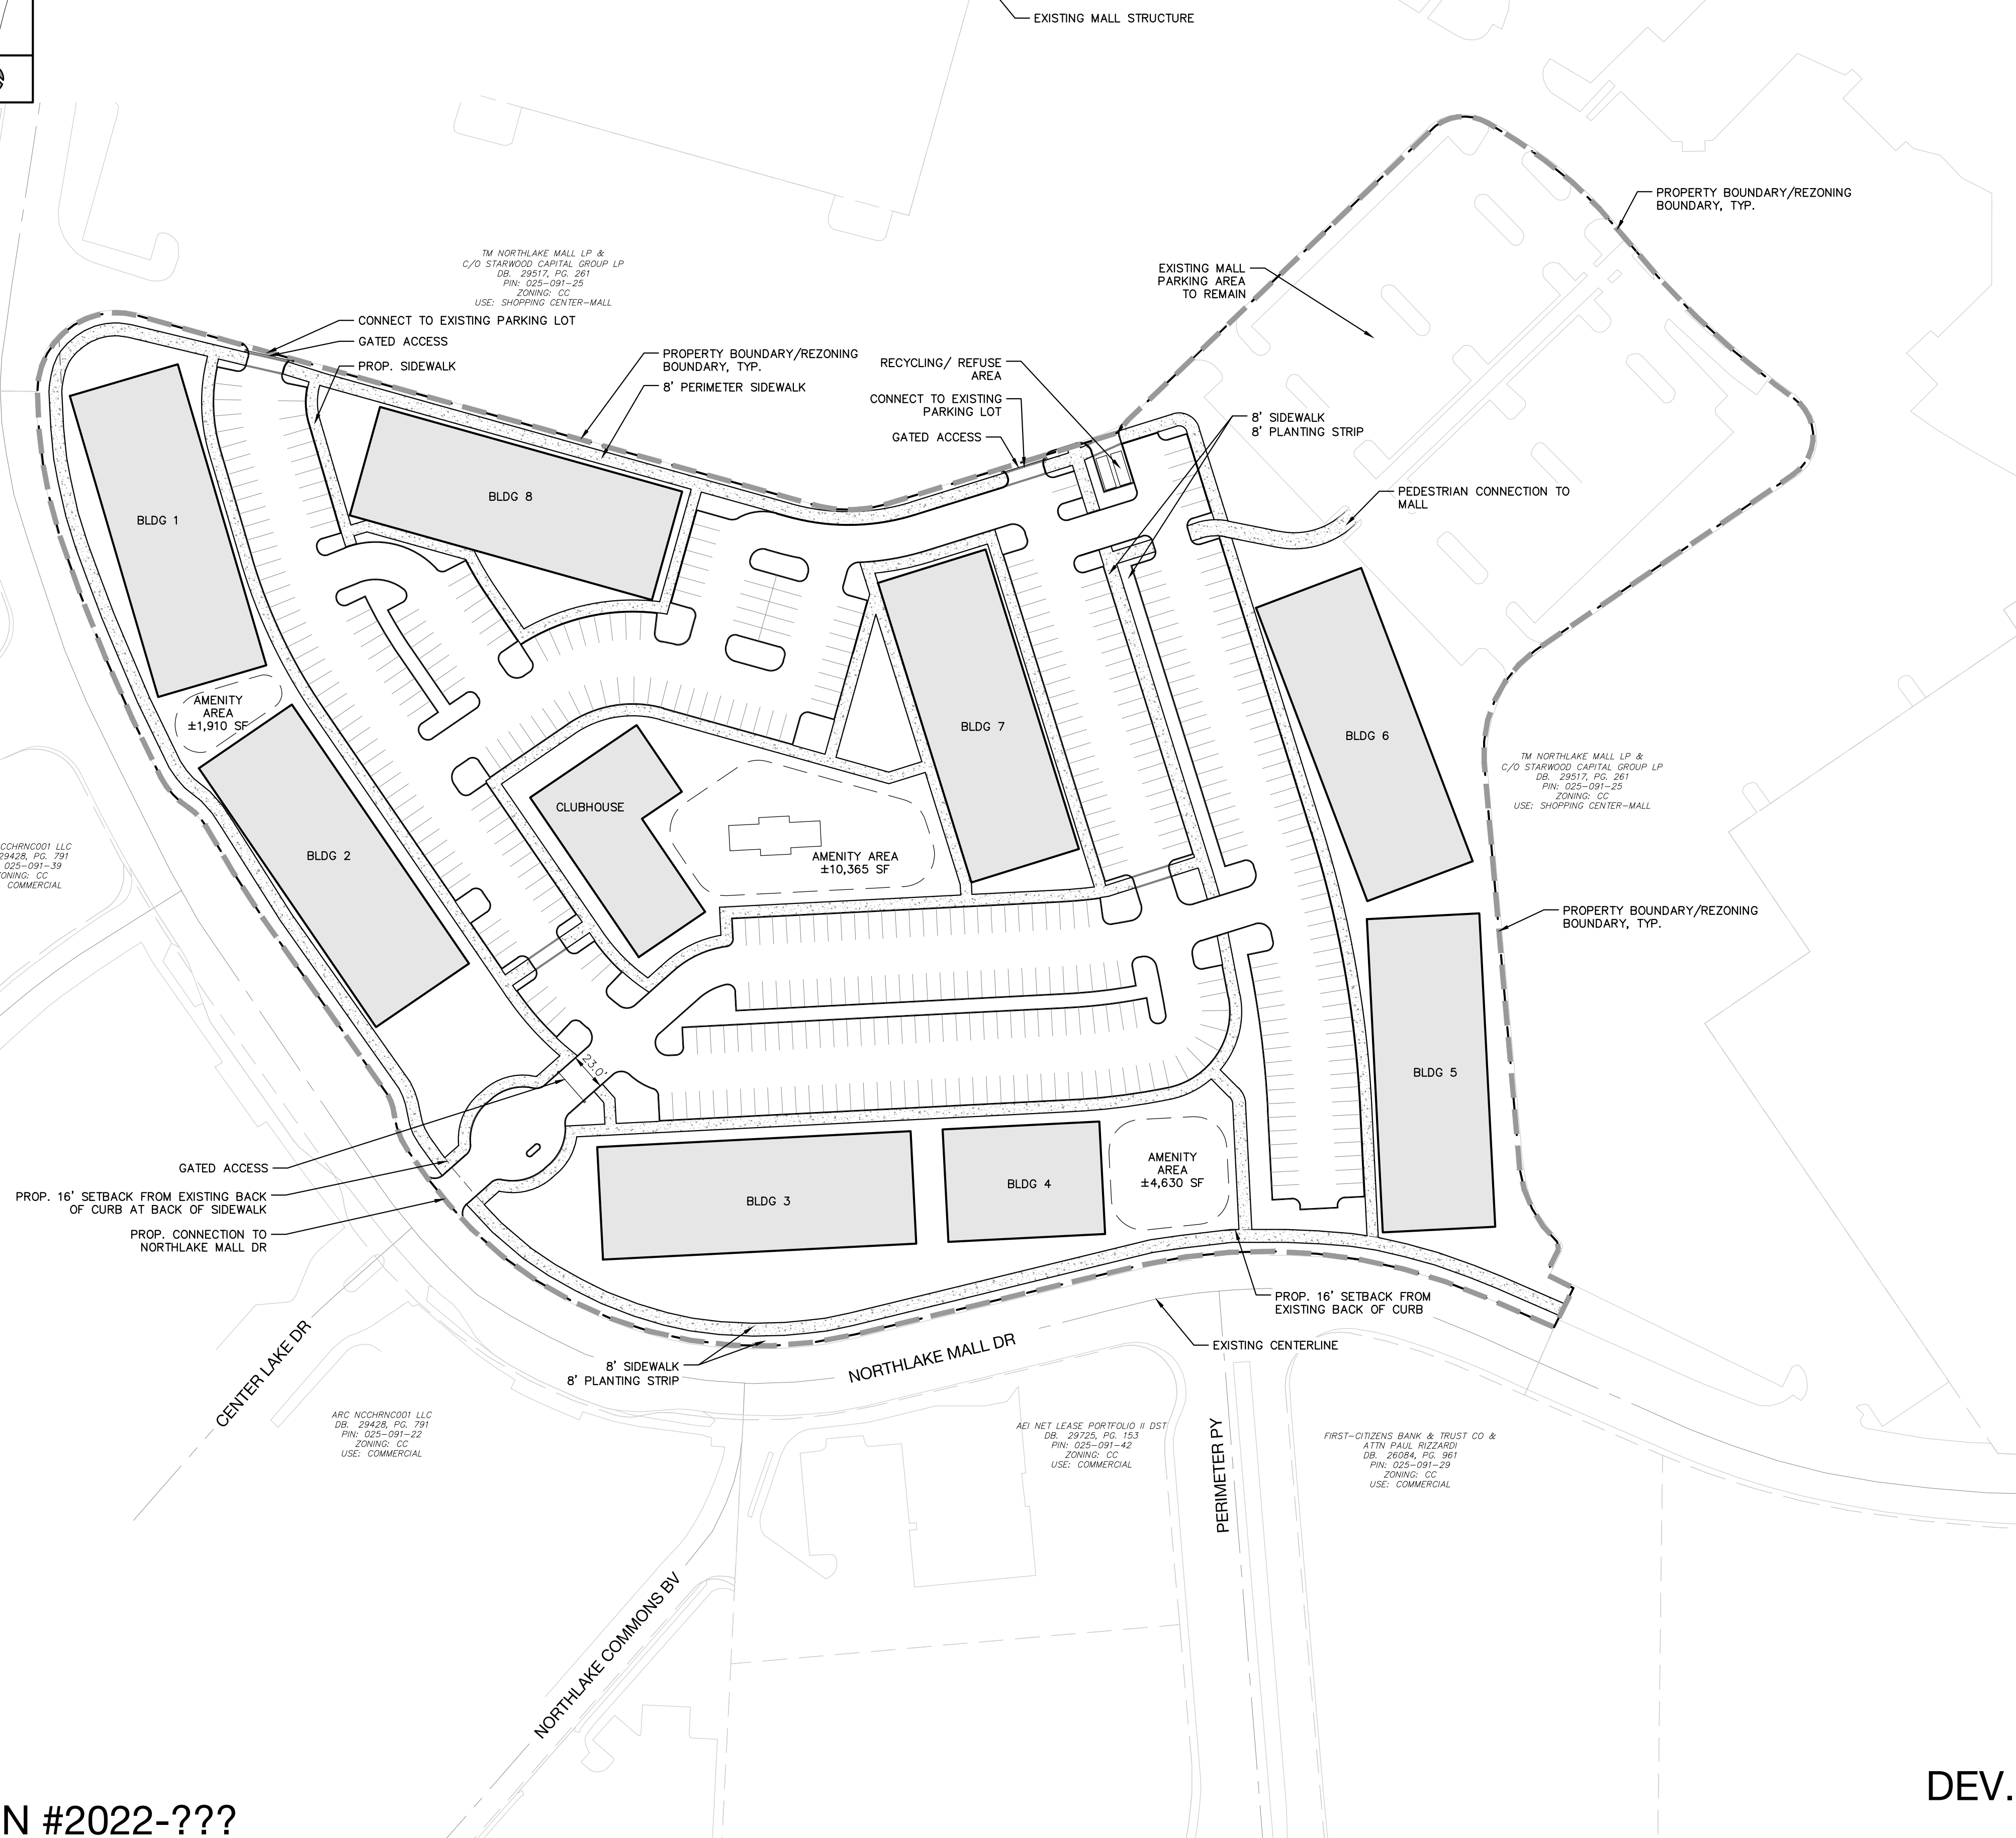 EXISTING MALL STRUCTURE
PROPERTY BOUNDARY/REZONING
BOUNDARY, TYP.
TM NORTHLAKE MALL LP &
C/O STARWOOD CAPITAL GROUP LP
DB. 29517, PG. 261
PIN: 025-091-25
ZONING: CC
USE: SHOPPING CENTER-MALL
EXISTING MALL
PARKING AREA
TO REMAIN
CONNECT TO EXISTING PARKING LOT
GATED ACCESS
PROP. SIDEWALK
PROPERTY BOUNDARY/REZONING
BOUNDARY, TYP.
8' PERIMETER SIDEWALK
RECYCLING/ REFUSE
AREA
CONNECT TO EXISTING
PARKING LOT
GATED ACCESS
8' SIDEWALK
8' PLANTING STRIP
PEDESTRIAN CONNECTION TO
MALL
BLDG 1
BLDG 8
AMENITY
AREA
±1,910 SF
BLDG 7
BLDG 6
TM NORTHLAKE MALL LP &
C/O STARWOOD CAPITAL GROUP LP
DB. 29517, PG. 261
PIN: 025-091-25
ZONING: CC
USE: SHOPPING CENTER-MALL
CLUBHOUSE
BLDG 2
AMENITY AREA
±10,365 SF
CCHRNC001 LLC
29428, PG. 791
025-091-39
ZONING: CC
COMMERCIAL
PROPERTY BOUNDARY/REZONING
BOUNDARY, TYP.
23.0'
BLDG 5
GATED ACCESS
PROP. 16' SETBACK FROM EXISTING BACK
OF CURB AT BACK OF SIDEWALK
PROP. CONNECTION TO
NORTHLAKE MALL DR
BLDG 3
BLDG 4
AMENITY
AREA
±4,630 SF
PROP. 16' SETBACK FROM
EXISTING BACK OF CURB
EXISTING CENTERLINE
8' SIDEWALK
8' PLANTING STRIP
NORTHLAKE MALL DR
CENTER LAKE DR
ARC NCCHRNC001 LLC
DB. 29428, PG. 791
PIN: 025-091-22
ZONING: CC
USE: COMMERCIAL
AEI NET LEASE PORTFOLIO II DST
DB. 29725, PG. 153
PIN: 025-091-42
ZONING: CC
USE: COMMERCIAL
PERIMETER PY
FIRST-CITIZENS BANK & TRUST CO &
ATTN PAUL RIZZARDI
DB. 26084, PG. 961
PIN: 025-091-29
ZONING: CC
USE: COMMERCIAL
NORTHLAKE COMMONS BV
DEV.
N #2022-???